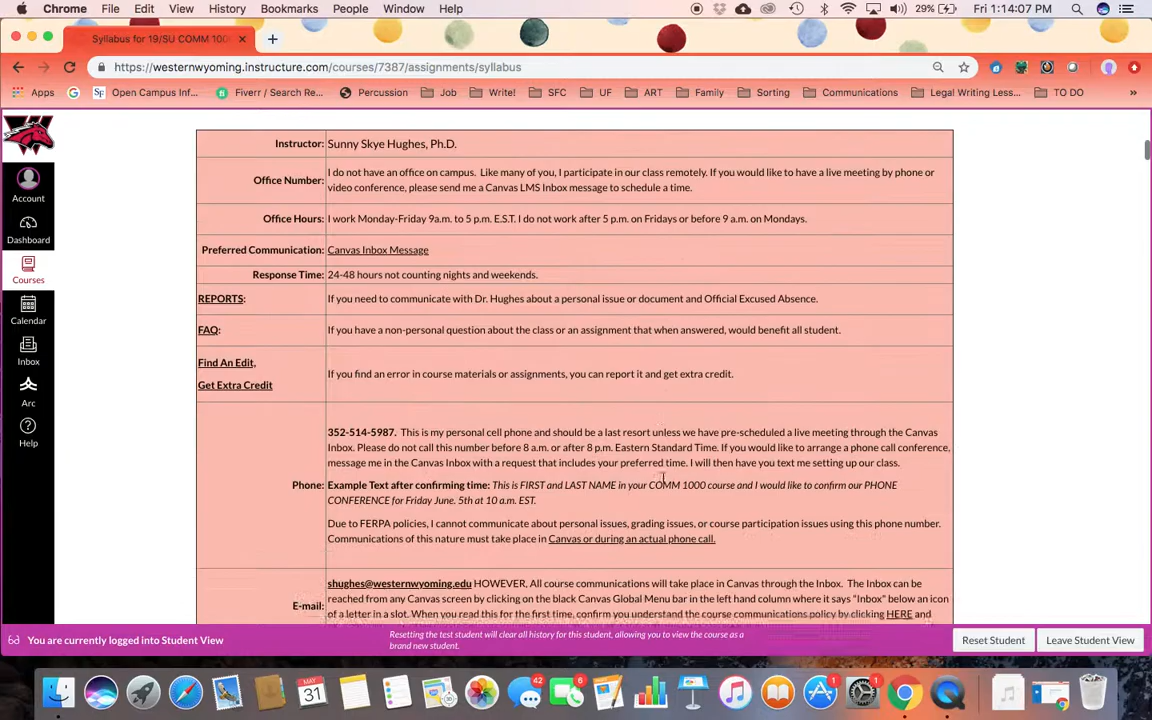 Chrome File Edit View History Bookmarks People Window Help 29% Fri 1:14:07 PM
Syllabus for 19/SU COMM 100
https://westernwyoming.instructure.com/courses/7387/assignments/syllabus
Apps Open Campus Inf... Fiverr / Search Re... Percussion Job Write! SFC UF ART Family Sorting Communications Legal Writing Less... TO DO
Instructor: Sunny Skye Hughes, Ph.D.
Office Number: I do not have an office on campus. Like many of you, I participate in our class remotely. If you would like to have a live meeting by phone or
video conference, please send me a Canvas LMS Inbox message to schedule a time.
Office Hours: I work Monday-Friday 9a.m. to 5 p.m. E.S.T. I do not work after 5 p.m. on Fridays or before 9 a.m. on Mondays.
Preferred Communication: Canvas Inbox Message
Response Time: 24-48 hours not counting nights and weekends.
REPORTS: If you need to communicate with Dr. Hughes about a personal issue or document and Official Excused Absence.
FAQ: If you have a non-personal question about the class or an assignment that when answered, would benefit all student.
Find An Edit,
Get Extra Credit
If you find an error in course materials or assignments, you can report it and get extra credit.
352-514-5987. This is my personal cell phone and should be a last resort unless we have pre-scheduled a live meeting through the Canvas
Inbox. Please do not call this number before 8 a.m. or after 8 p.m. Eastern Standard Time. If you would like to arrange a phone call conference,
message me in the Canvas Inbox with a request that includes your preferred time. I will then have you text me setting up our class.
Phone: Example Text after confirming time: This is FIRST and LAST NAME in your COMM 1000 course and I would like to confirm our PHONE
CONFERENCE for Friday June. 5th at 10 a.m. EST.
Due to FERPA policies, I cannot communicate about personal issues, grading issues, or course participation issues using this phone number.
Communications of this nature must take place in Canvas or during an actual phone call.
shughes@westernwyoming.edu HOWEVER, All course communications will take place in Canvas through the Inbox. The Inbox can be
E-mail: reached from any Canvas screen by clicking on the black Canvas Global Menu bar in the left hand column where it says "Inbox" below an icon
of a letter in a slot. When you read this for the first time, confirm you understand the course communications policy by clicking HERE and
Account
Dashboard
Courses
Calendar
Inbox
Arc
Help
You are currently logged into Student View
Resetting the test student will clear all history for this student, allowing you to view the course as a
brand new student.
Reset Student Leave Student View
MAY
31
42
6
1
1